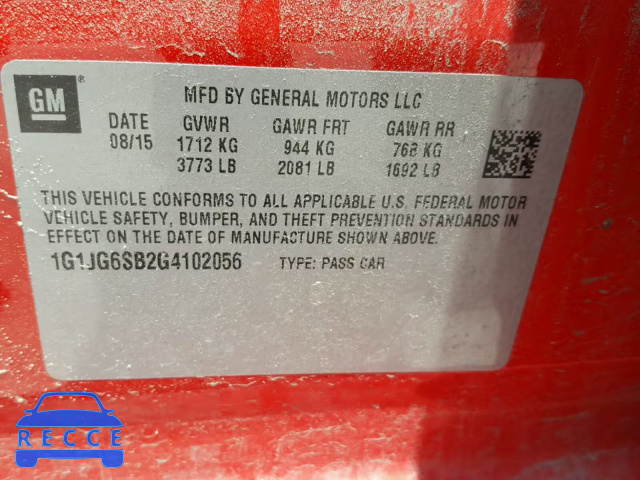 GM ®
MFD BY GENERAL MOTORS LLC
DATE GVWR GAWR FRT GAWR RR
08/15 1712 KG 944 KG 768 KG
3773 LB 2081 LB 1692 LB
THIS VEHICLE CONFORMS TO ALL APPLICABLE U.S. FEDERAL MOTOR
VEHICLE SAFETY, BUMPER, AND THEFT PREVENTION STANDARDS IN
EFFECT ON THE DATE OF MANUFACTURE SHOWN ABOVE.
1G1JG6SB2G4102056 TYPE: PASS CAR
RECCE